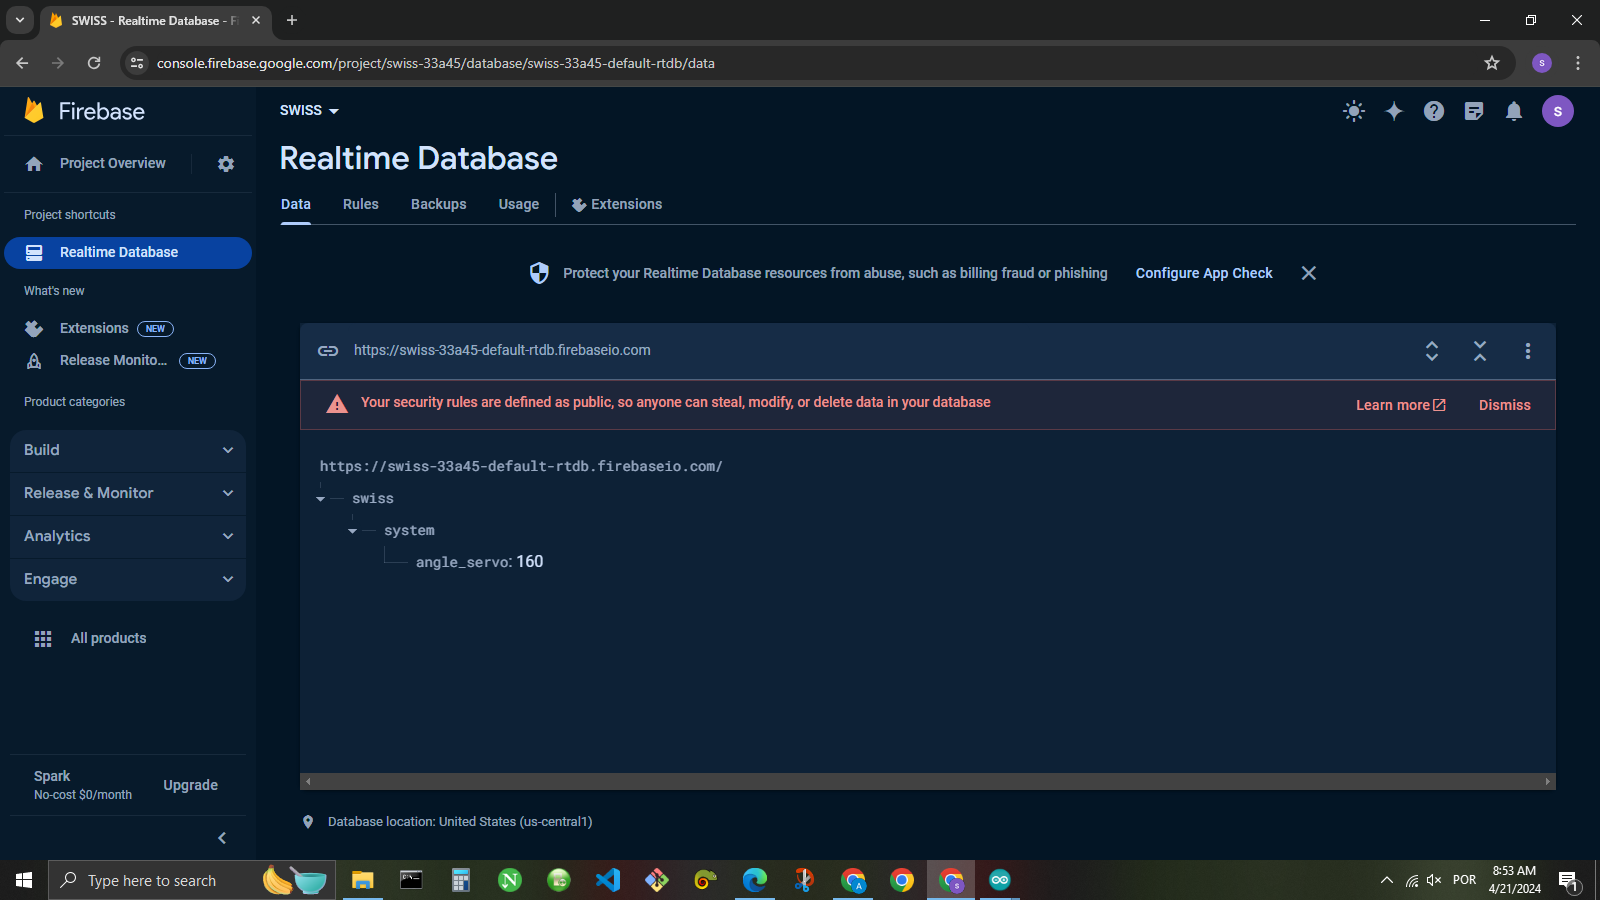 SWISS - Realtime Database - Fi
console.firebase.google.com/project/swiss-33a45/database/swiss-33a45-default-rtdb/data
S
Firebase
SWISS
S
Project Overview
Realtime Database
Data
Rules
Backups
Usage
Extensions
Project shortcuts
Realtime Database
What's new
Extensions NEW
Release Monito... NEW
Product categories
Build
Release & Monitor
Analytics
Engage
All products
Spark
No-cost $0/month
Upgrade
Protect your Realtime Database resources from abuse, such as billing fraud or phishing
Configure App Check
https://swiss-33a45-default-rtdb.firebaseio.com
Your security rules are defined as public, so anyone can steal, modify, or delete data in your database
Learn more
Dismiss
https://swiss-33a45-default-rtdb.firebaseio.com/
swiss
system
angle_servo: 160
Database location: United States (us-central1)
Type here to search
N
A
S
POR
8:53 AM
4/21/2024
1